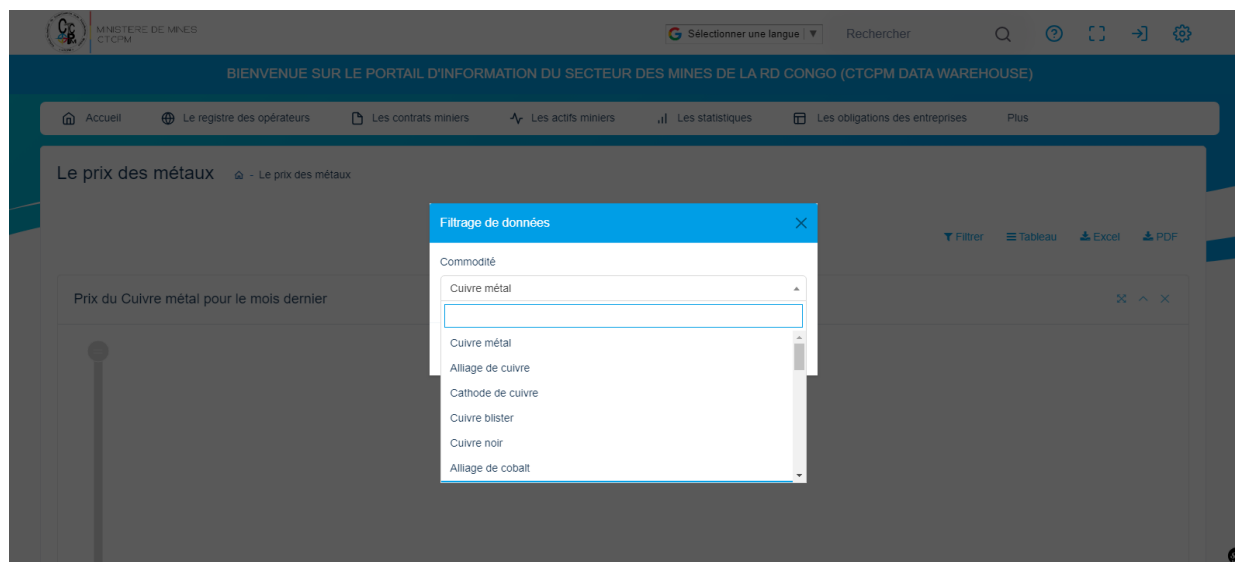 MINISTERE DE MINES
CTCPM
Sélectionner une langue ▼
Rechercher
BIENVENUE SUR LE PORTAIL D'INFORMATION DU SECTEUR DES MINES DE LA RD CONGO (CTCPM DATA WAREHOUSE)
Accueil Le registre des opérateurs Les contrats miniers Les actifs miniers Les statistiques Les obligations des entreprises Plus
Le prix des métaux - Le prix des métaux
Filtrage de données
Filtrer Tableau Excel PDF
Commodité
Cuivre métal
Prix du Cuivre métal pour le mois dernier
Cuivre métal
Alliage de cuivre
Cathode de cuivre
Cuivre blister
Cuivre noir
Alliage de cobalt